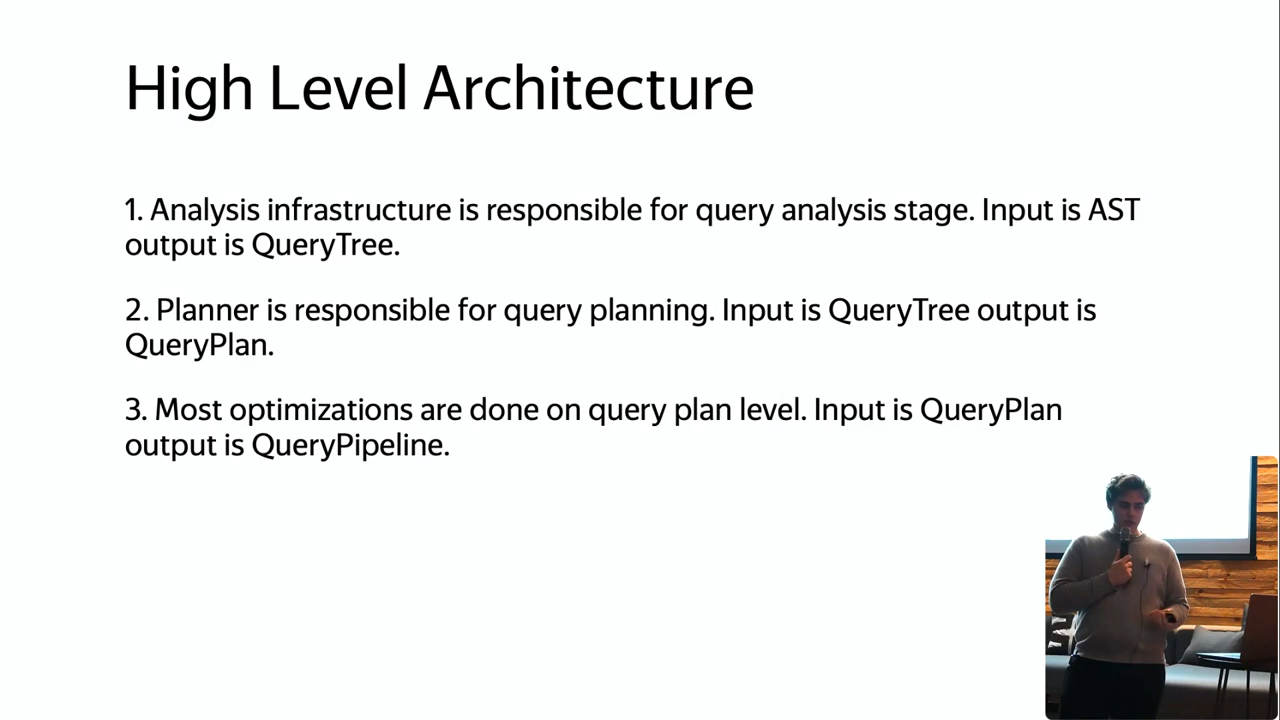 High Level Architecture
1. Analysis infrastructure is responsible for query analysis stage. Input is AST
output is QueryTree.
2. Planner is responsible for query planning. Input is QueryTree output is
QueryPlan.
3. Most optimizations are done on query plan level. Input is QueryPlan
output is QueryPipeline.